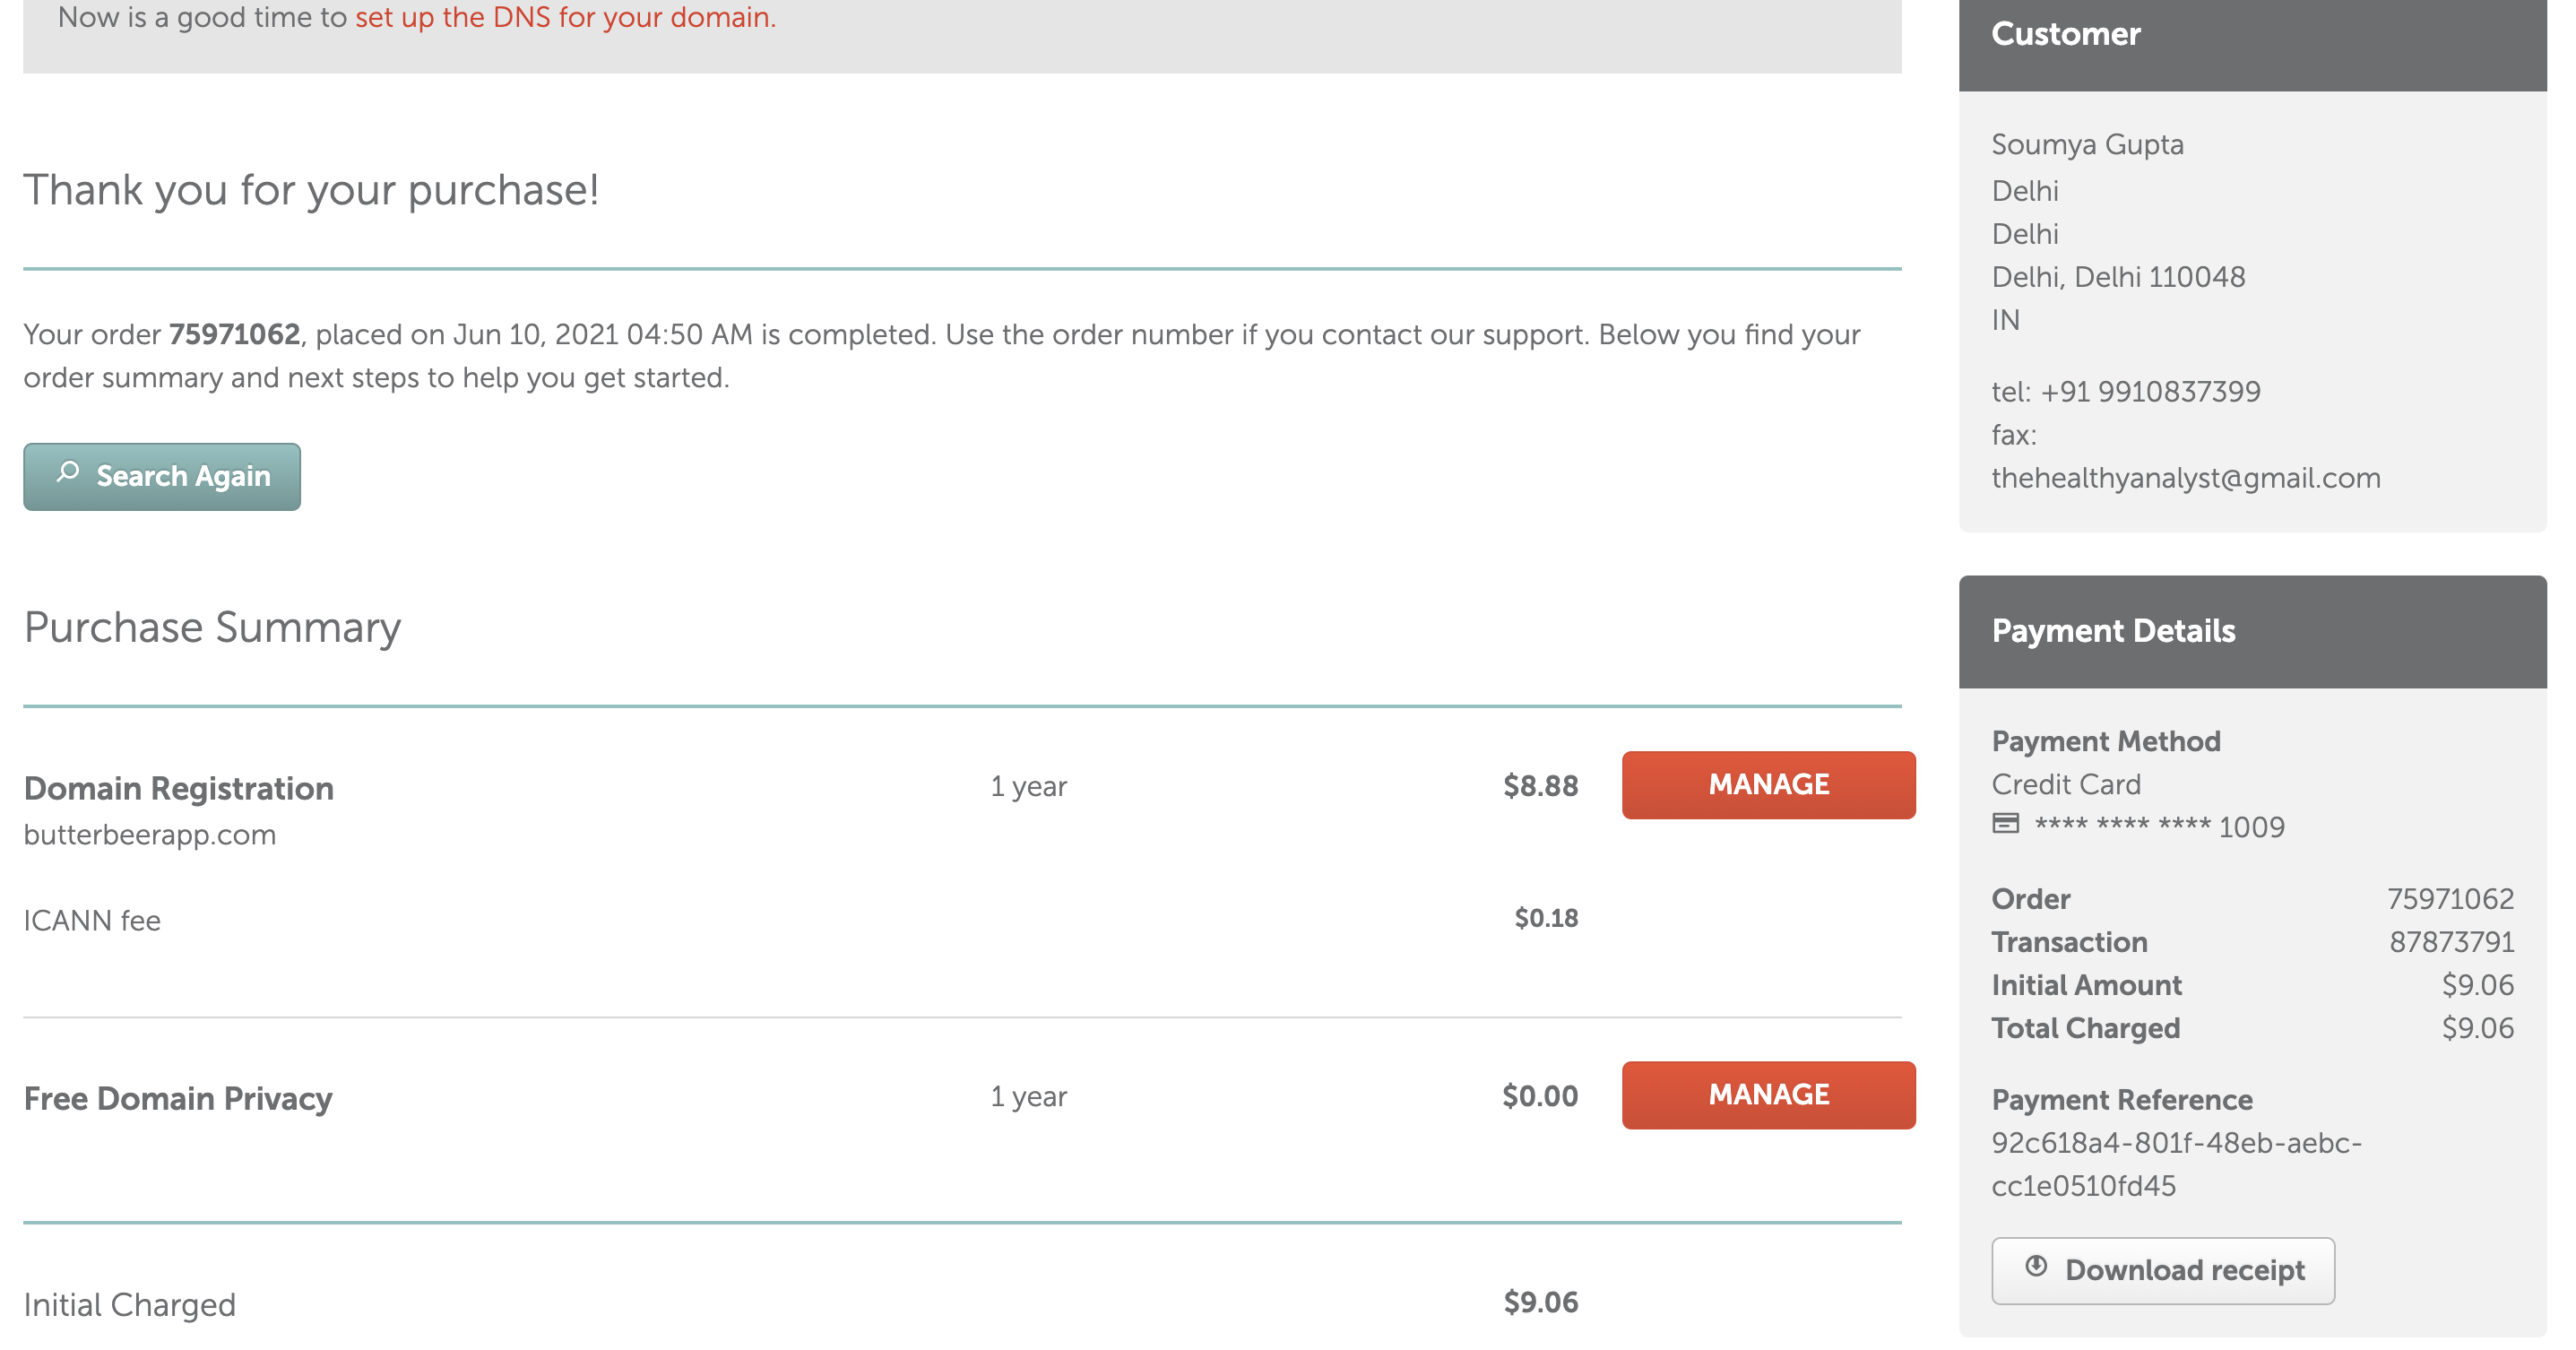 Now is a good time to set up the DNS for your domain.
Thank you for your purchase!
Your order 75971062, placed on Jun 10, 2021 04:50 AM is completed. Use the order number if you contact our support. Below you find your
order summary and next steps to help you get started.
Search Again
Purchase Summary
Domain Registration 1 year $8.88 MANAGE
butterbeerapp.com
ICANN fee $0.18
Free Domain Privacy 1 year $0.00 MANAGE
Initial Charged $9.06
Customer
Soumya Gupta
Delhi
Delhi
Delhi, Delhi 110048
IN
tel: +91 9910837399
fax:
thehealthyanalyst@gmail.com
Payment Details
Payment Method
Credit Card
**** **** **** 1009
Order 75971062
Transaction 87873791
Initial Amount $9.06
Total Charged $9.06
Payment Reference
92c618a4-801f-48eb-aebc-
cc1e0510fd45
Download receipt